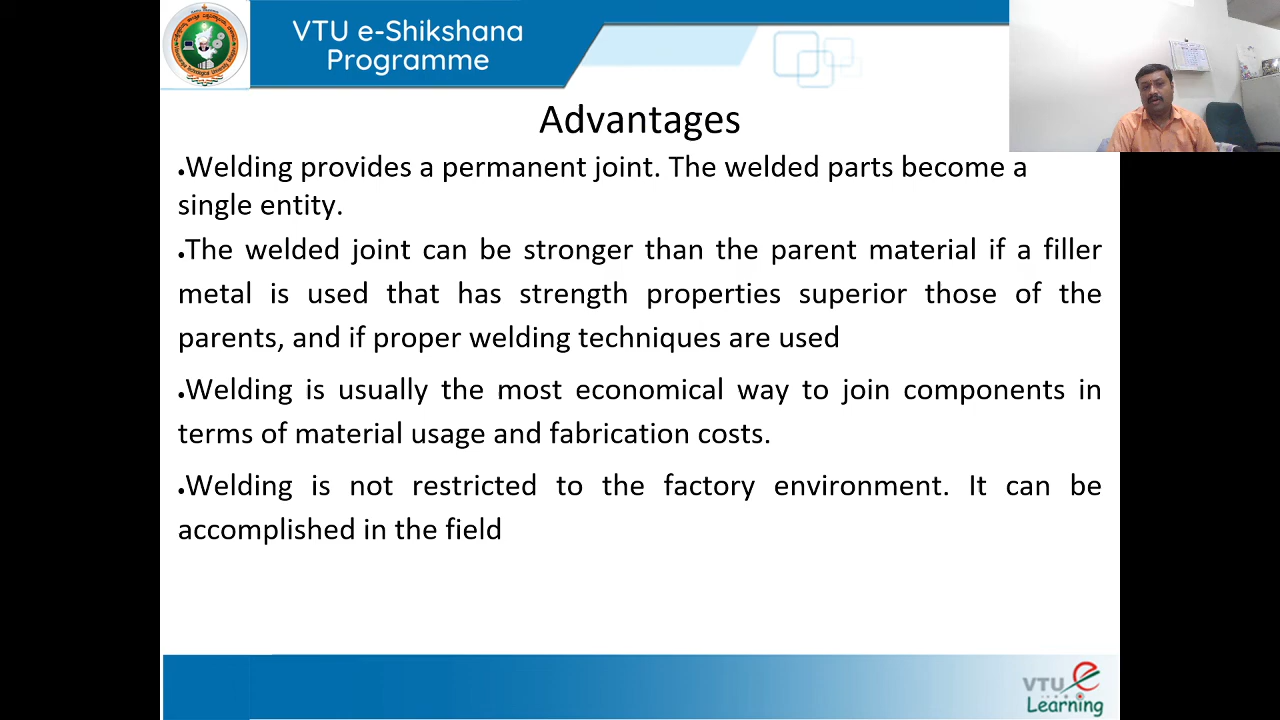 VTU e-Shikshana
Programme
Advantages
•Welding provides a permanent joint. The welded parts become a
single entity.
•The welded joint can be stronger than the parent material if a filler
metal is used that has strength properties superior those of the
parents, and if proper welding techniques are used
•Welding is usually the most economical way to join components in
terms of material usage and fabrication costs.
•Welding is not restricted to the factory environment. It can be
accomplished in the field
VTU e
Learning